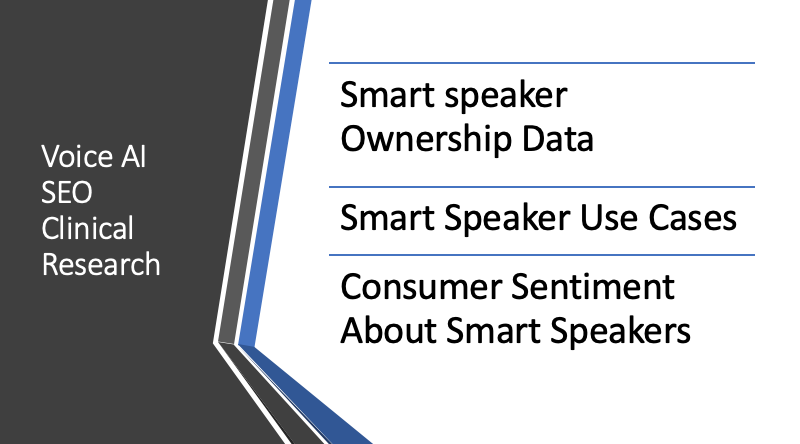 Voice AI
SEO
Clinical
Research
Smart speaker
Ownership Data
Smart Speaker Use Cases
Consumer Sentiment
About Smart Speakers